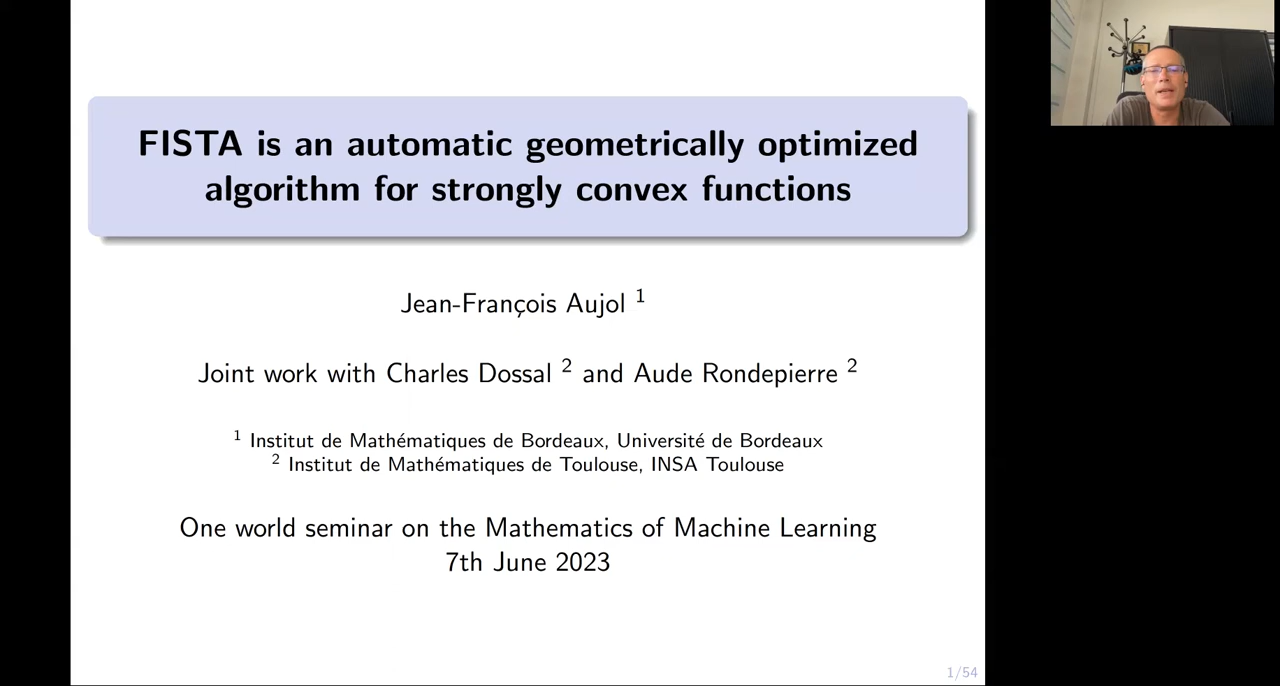 FISTA is an automatic geometrically optimized
algorithm for strongly convex functions
Jean-François Aujol 1
Joint work with Charles Dossal 2 and Aude Rondepierre 2
1 Institut de Mathématiques de Bordeaux, Université de Bordeaux
2 Institut de Mathématiques de Toulouse, INSA Toulouse
One world seminar on the Mathematics of Machine Learning
7th June 2023
1/54